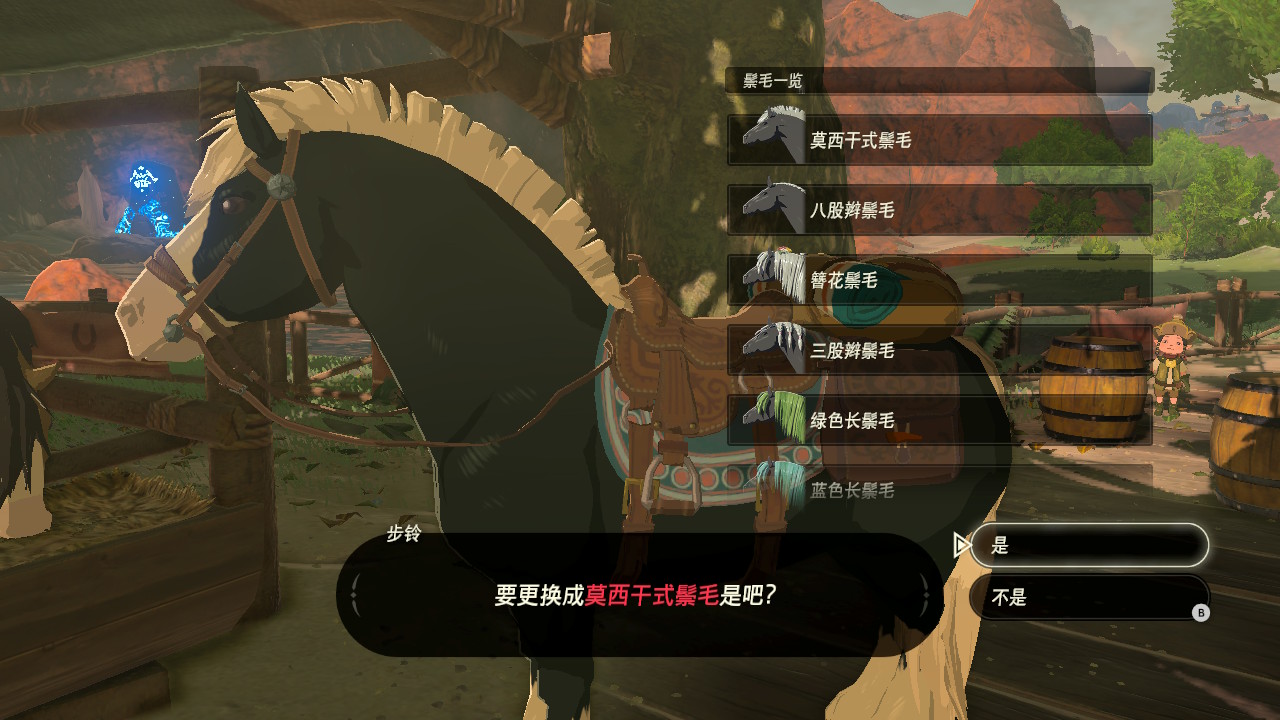 鬃毛一览
莫西干式鬃毛
八股辫鬃毛
簪花鬃毛
三股辫鬃毛
绿色长鬃毛
蓝色长鬃毛
步铃
要更换成莫西干式鬃毛是吧?
是
不是
B